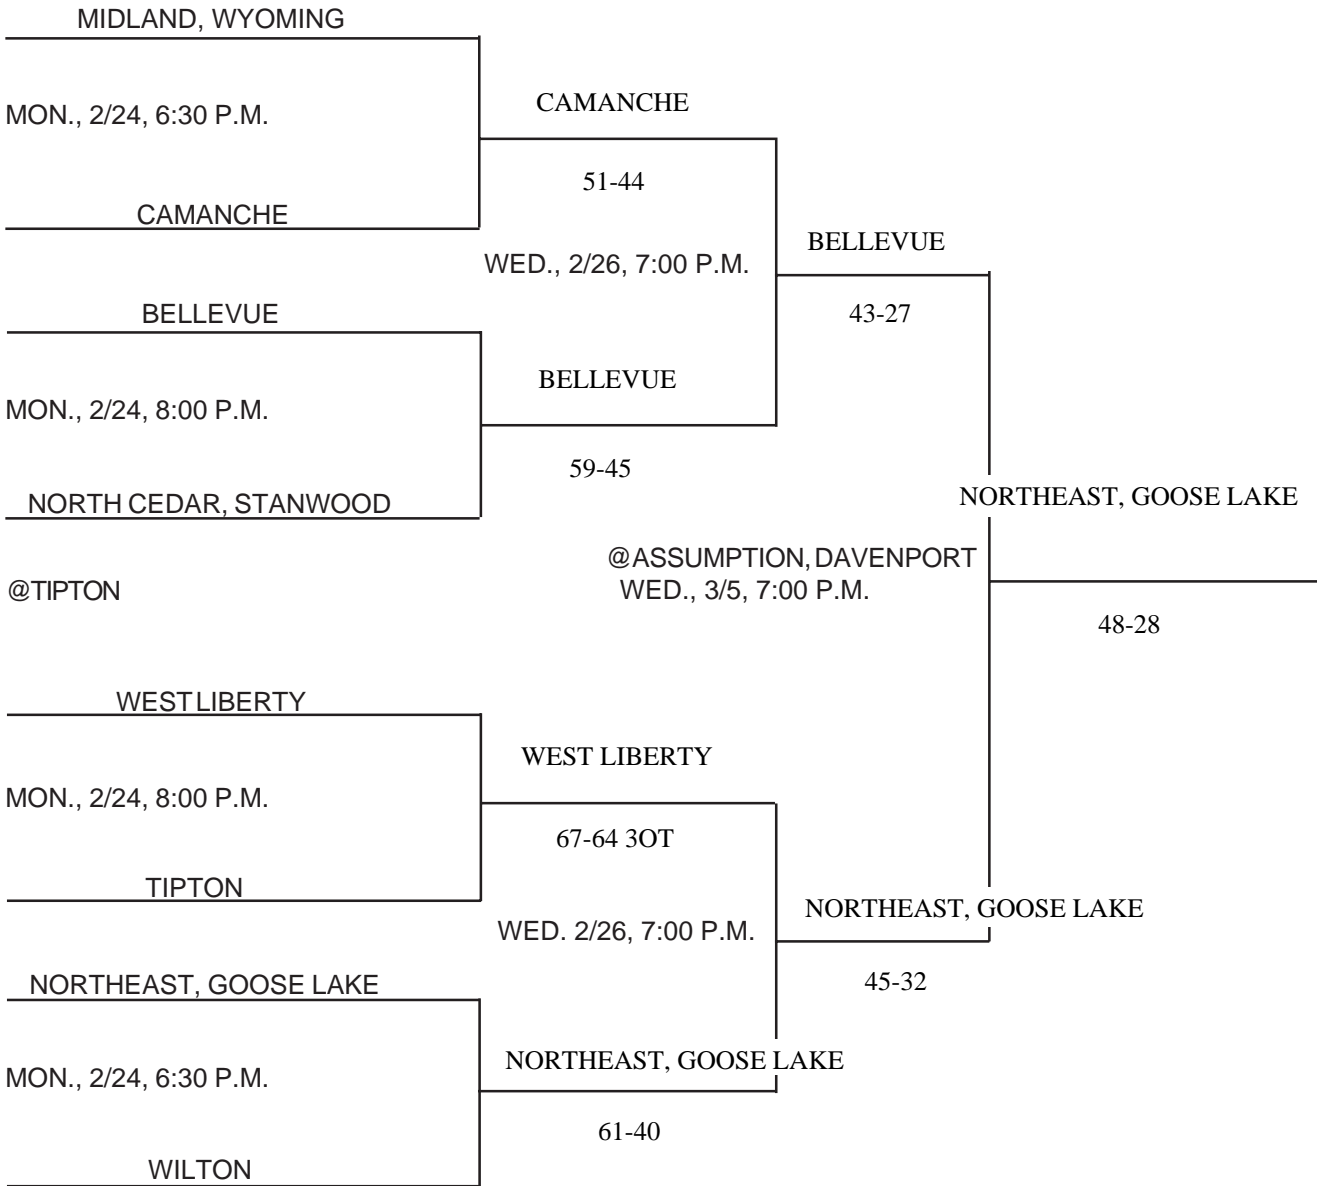 MIDLAND, WYOMING
MON., 2/24, 6:30 P.M.
CAMANCHE
51-44
CAMANCHE
WED., 2/26, 7:00 P.M.
BELLEVUE
43-27
BELLEVUE
MON., 2/24, 8:00 P.M.
BELLEVUE
59-45
NORTH CEDAR, STANWOOD
NORTHEAST, GOOSE LAKE
@TIPTON
@ASSUMPTION, DAVENPORT
WED., 3/5, 7:00 P.M.
48-28
WEST LIBERTY
MON., 2/24, 8:00 P.M.
WEST LIBERTY
67-64 3OT
TIPTON
WED. 2/26, 7:00 P.M.
NORTHEAST, GOOSE LAKE
45-32
NORTHEAST, GOOSE LAKE
MON., 2/24, 6:30 P.M.
NORTHEAST, GOOSE LAKE
61-40
WILTON